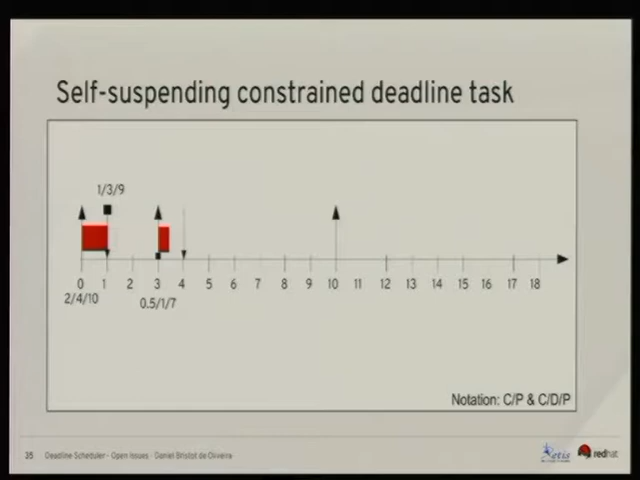 Self-suspending constrained deadline task
1/3/9
0 1 2 3 4 5 6 7 8 9 10 11 12 13 14 15 16 17 18
2/4/10 0.5/1/7
Notation: C/P & C/D/P
35 Deadline Scheduler - Open Issues - Daniel Bristot de Oliveira
Retis redhat